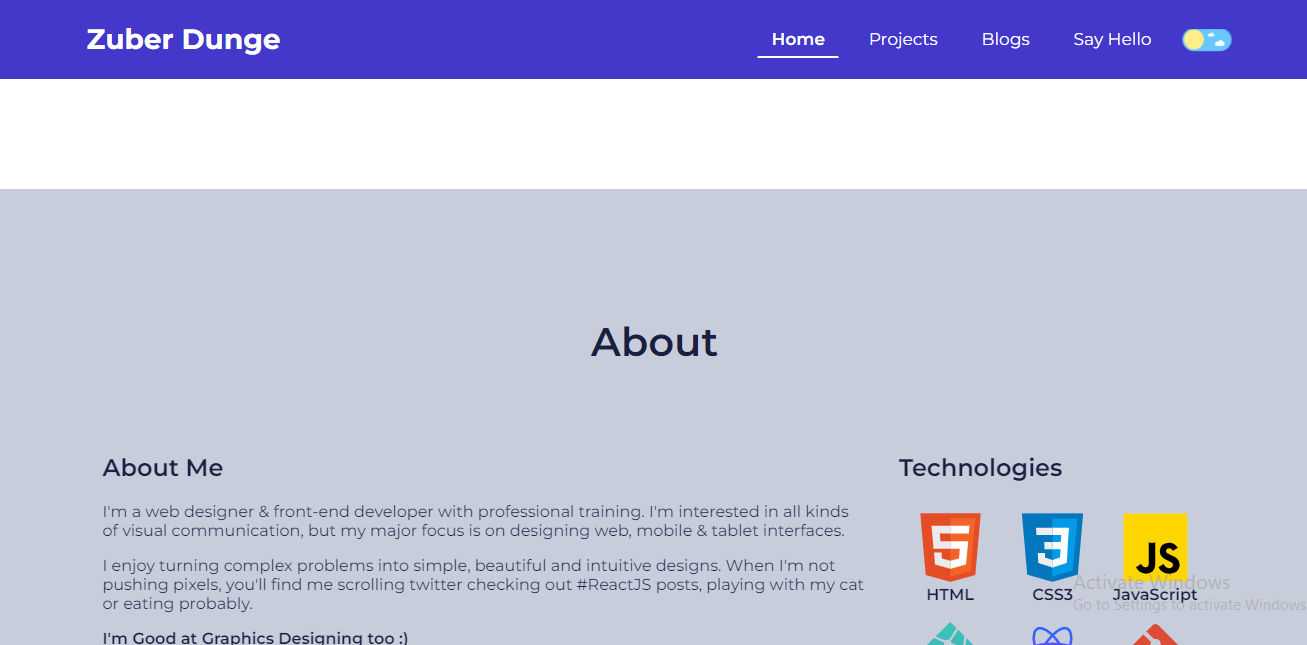 Zuber Dunge
Home Projects Blogs Say Hello
About
About Me
I'm a web designer & front-end developer with professional training. I'm interested in all kinds
of visual communication, but my major focus is on designing web, mobile & tablet interfaces.
I enjoy turning complex problems into simple, beautiful and intuitive designs. When I'm not
pushing pixels, you'll find me scrolling twitter checking out #ReactJS posts, playing with my cat
or eating probably.
I'm Good at Graphics Designing too :)
Technologies
JS
HTML CSS3 JavaScript
Activate Windows
Go to Settings to activate Windows